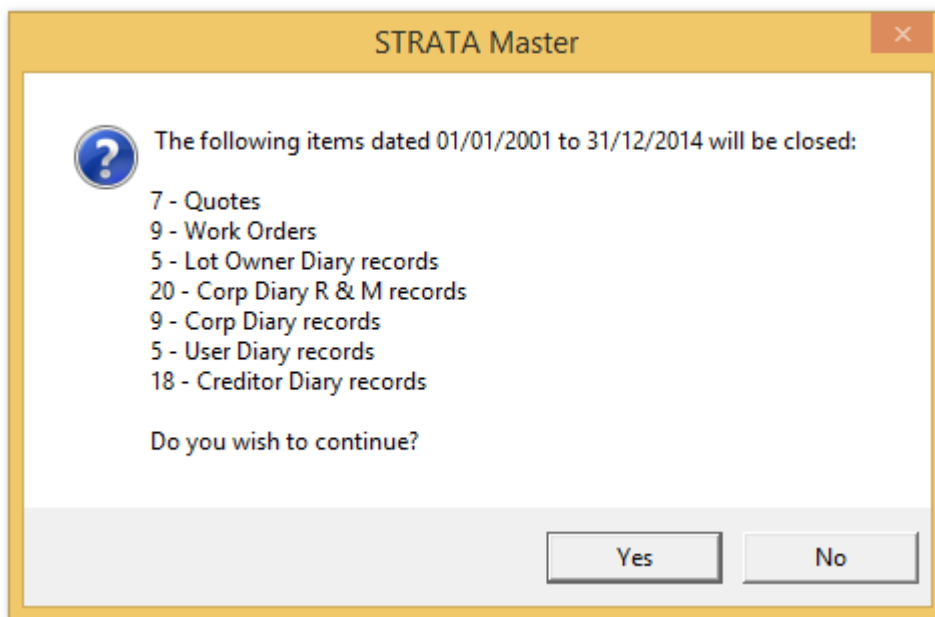 STRATA Master
The following items dated 01/01/2001 to 31/12/2014 will be closed:
7 - Quotes
9 - Work Orders
5 - Lot Owner Diary records
20 - Corp Diary R & M records
9 - Corp Diary records
5 - User Diary records
18 - Creditor Diary records
Do you wish to continue?
Yes No